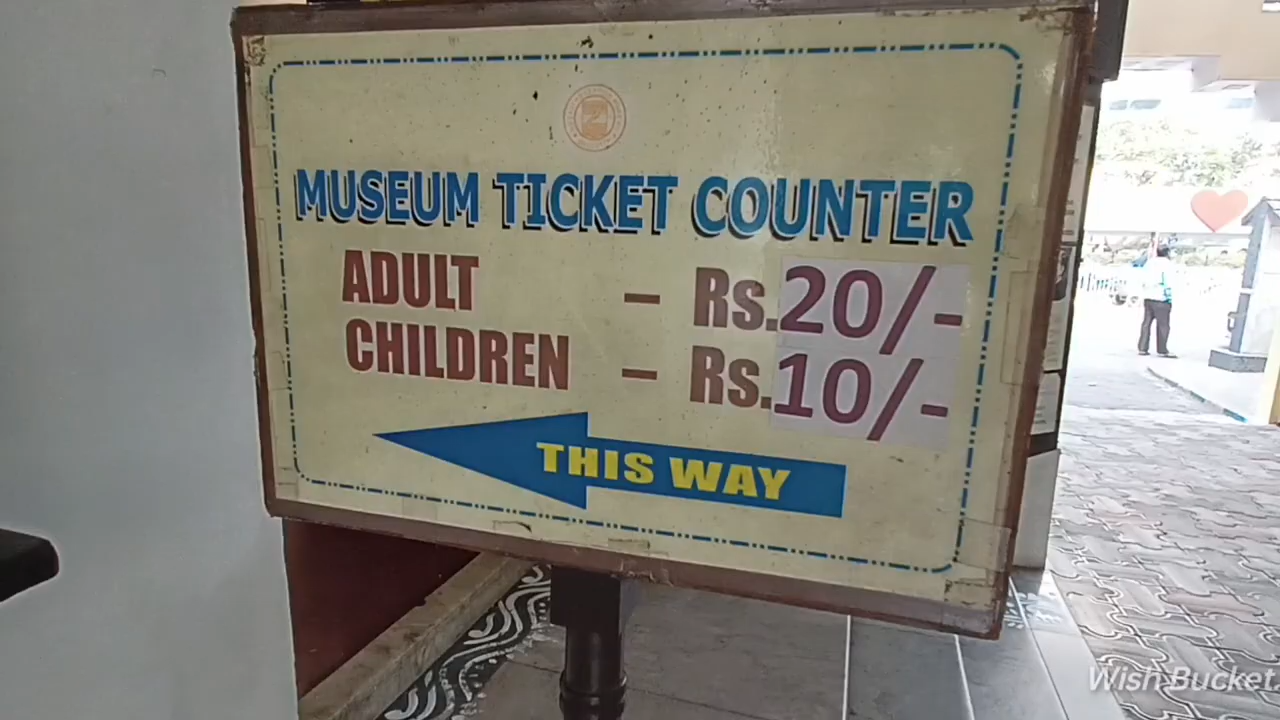 MUSEUM TICKET COUNTER
ADULT - Rs.20/-
CHILDREN - Rs.10/-
THIS WAY
Wish Bucket